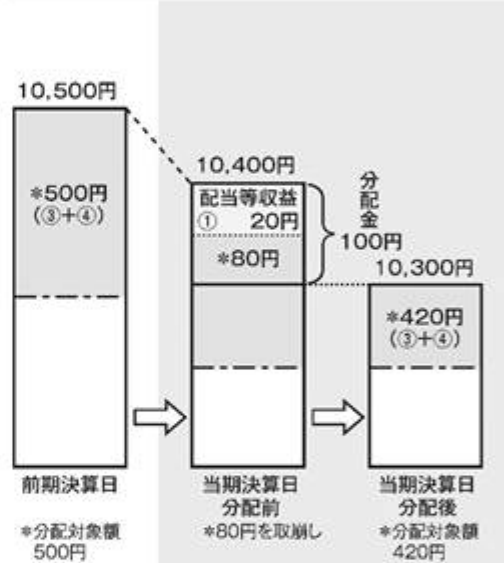 10,500円
*500円
(③+④)
前期決算日
*分配対象額
500円
10,400円
配当等収益
① 20円
*80円
分配金
100円
当期決算日
分配前
*80円を取崩し
10,300円
*420円
(③+④)
当期決算日
分配後
*分配対象額
420円